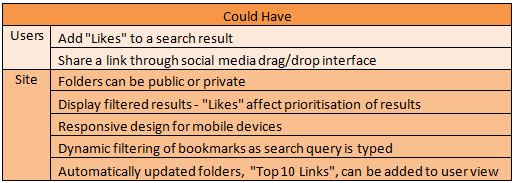 Could Have
Users Add "Likes" to a search result
Share a link through social media drag/drop interface
Site Folders can be public or private
Display filtered results - "Likes" affect prioritisation of results
Responsive design for mobile devices
Dynamic filtering of bookmarks as search query is typed
Automatically updated folders, "Top 10 Links", can be added to user view